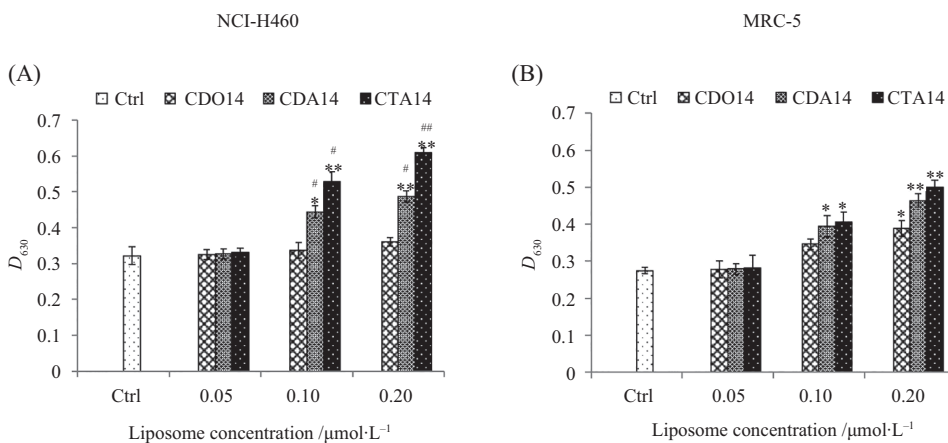 NCI-H460
MRC-5
(A)
Ctrl CDO14 CDA14 CTA14
0.7
0.6
0.5
0.4
0.3
0.2
0.1
0
D630
# ## # # ** ** ** *
Ctrl 0.05 0.10 0.20
Liposome concentration /μmol·L⁻¹
(B)
Ctrl CDO14 CDA14 CTA14
0.7
0.6
0.5
0.4
0.3
0.2
0.1
0
D630
* * * ** **
Ctrl 0.05 0.10 0.20
Liposome concentration /μmol·L⁻¹